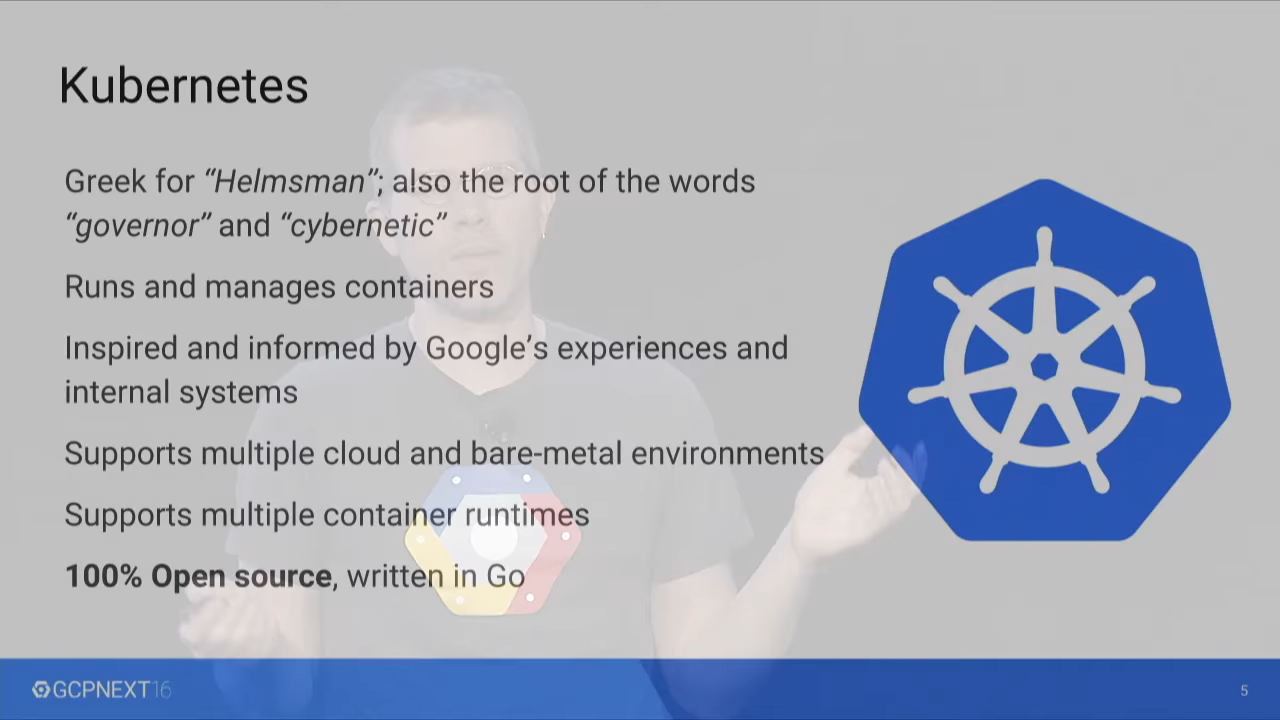 Kubernetes
Greek for “Helmsman”; also the root of the words
“governor” and “cybernetic”
Runs and manages containers
Inspired and informed by Google’s experiences and
internal systems
Supports multiple cloud and bare-metal environments
Supports multiple container runtimes
100% Open source, written in Go
GCPNEXT16
5